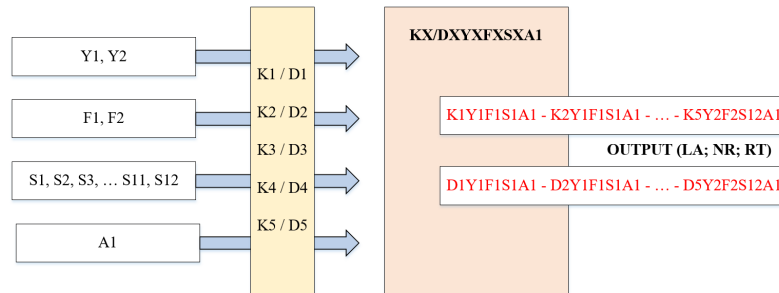 Y1, Y2
F1, F2
S1, S2, S3, … S11, S12
A1
K1 / D1
K2 / D2
K3 / D3
K4 / D4
K5 / D5
KX/DXYXFXSXA1
K1Y1F1S1A1 - K2Y1F1S1A1 - … - K5Y2F2S12A1
OUTPUT (LA; NR; RT)
D1Y1F1S1A1 - D2Y1F1S1A1 - … - D5Y2F2S12A1